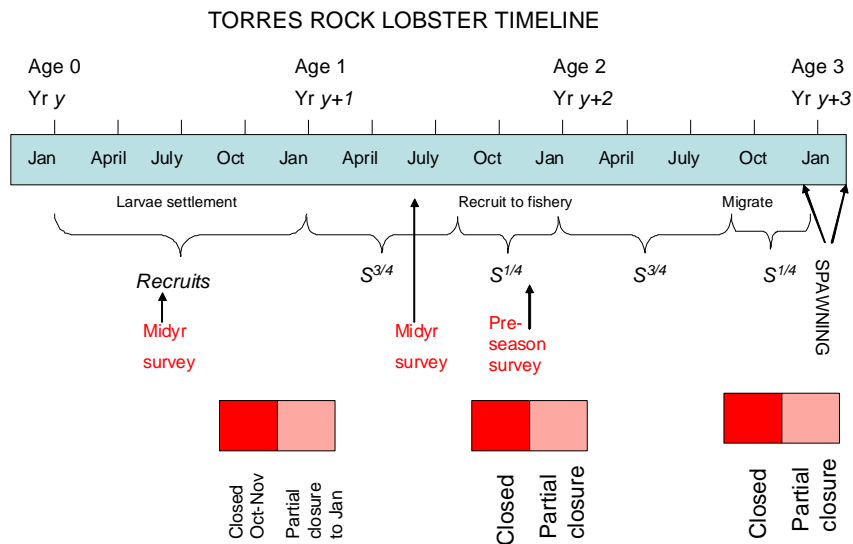 TORRES ROCK LOBSTER TIMELINE
Age 0
Age 1
Age 2
Age 3
Yr y
Yr y+1
Yr y+2
Yr y+3
Jan April July Oct Jan April July Oct Jan April July Oct Jan
Larvae settlement
Recruit to fishery
Migrate
Recruits
S3/4
S1/4
S3/4
S1/4
SPAWNING
Midyr
survey
Midyr
survey
Pre-
season
survey
Closed
Oct-Nov
Partial
closure
to Jan
Closed
Partial
closure
Closed
Partial
closure